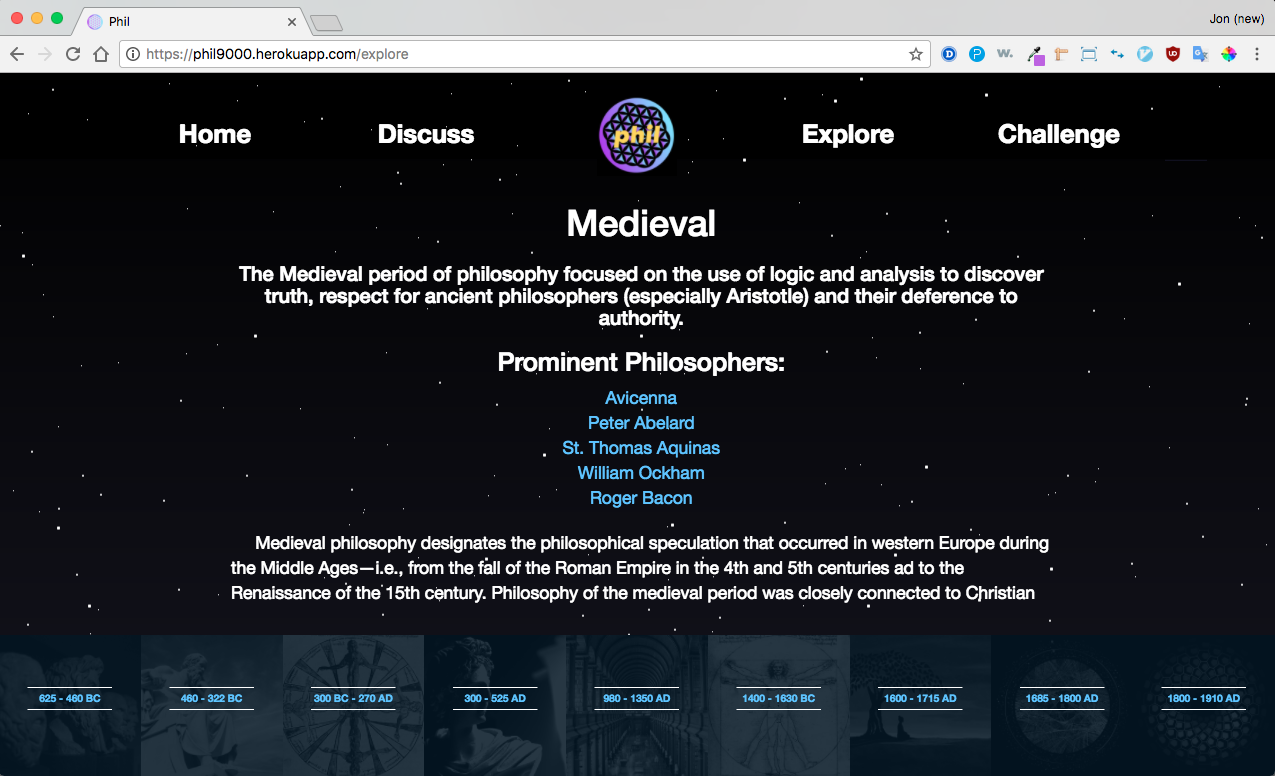 Phil
Jon (new)
https://phil9000.herokuapp.com/explore
Home Discuss phil Explore Challenge
Medieval
The Medieval period of philosophy focused on the use of logic and analysis to discover
truth, respect for ancient philosophers (especially Aristotle) and their deference to
authority.
Prominent Philosophers:
Avicenna
Peter Abelard
St. Thomas Aquinas
William Ockham
Roger Bacon
Medieval philosophy designates the philosophical speculation that occurred in western Europe during
the Middle Ages—i.e., from the fall of the Roman Empire in the 4th and 5th centuries ad to the
Renaissance of the 15th century. Philosophy of the medieval period was closely connected to Christian
625 - 460 BC 460 - 322 BC 300 BC - 270 AD 300 - 525 AD 980 - 1350 AD 1400 - 1630 BC 1600 - 1715 AD 1685 - 1800 AD 1800 - 1910 AD